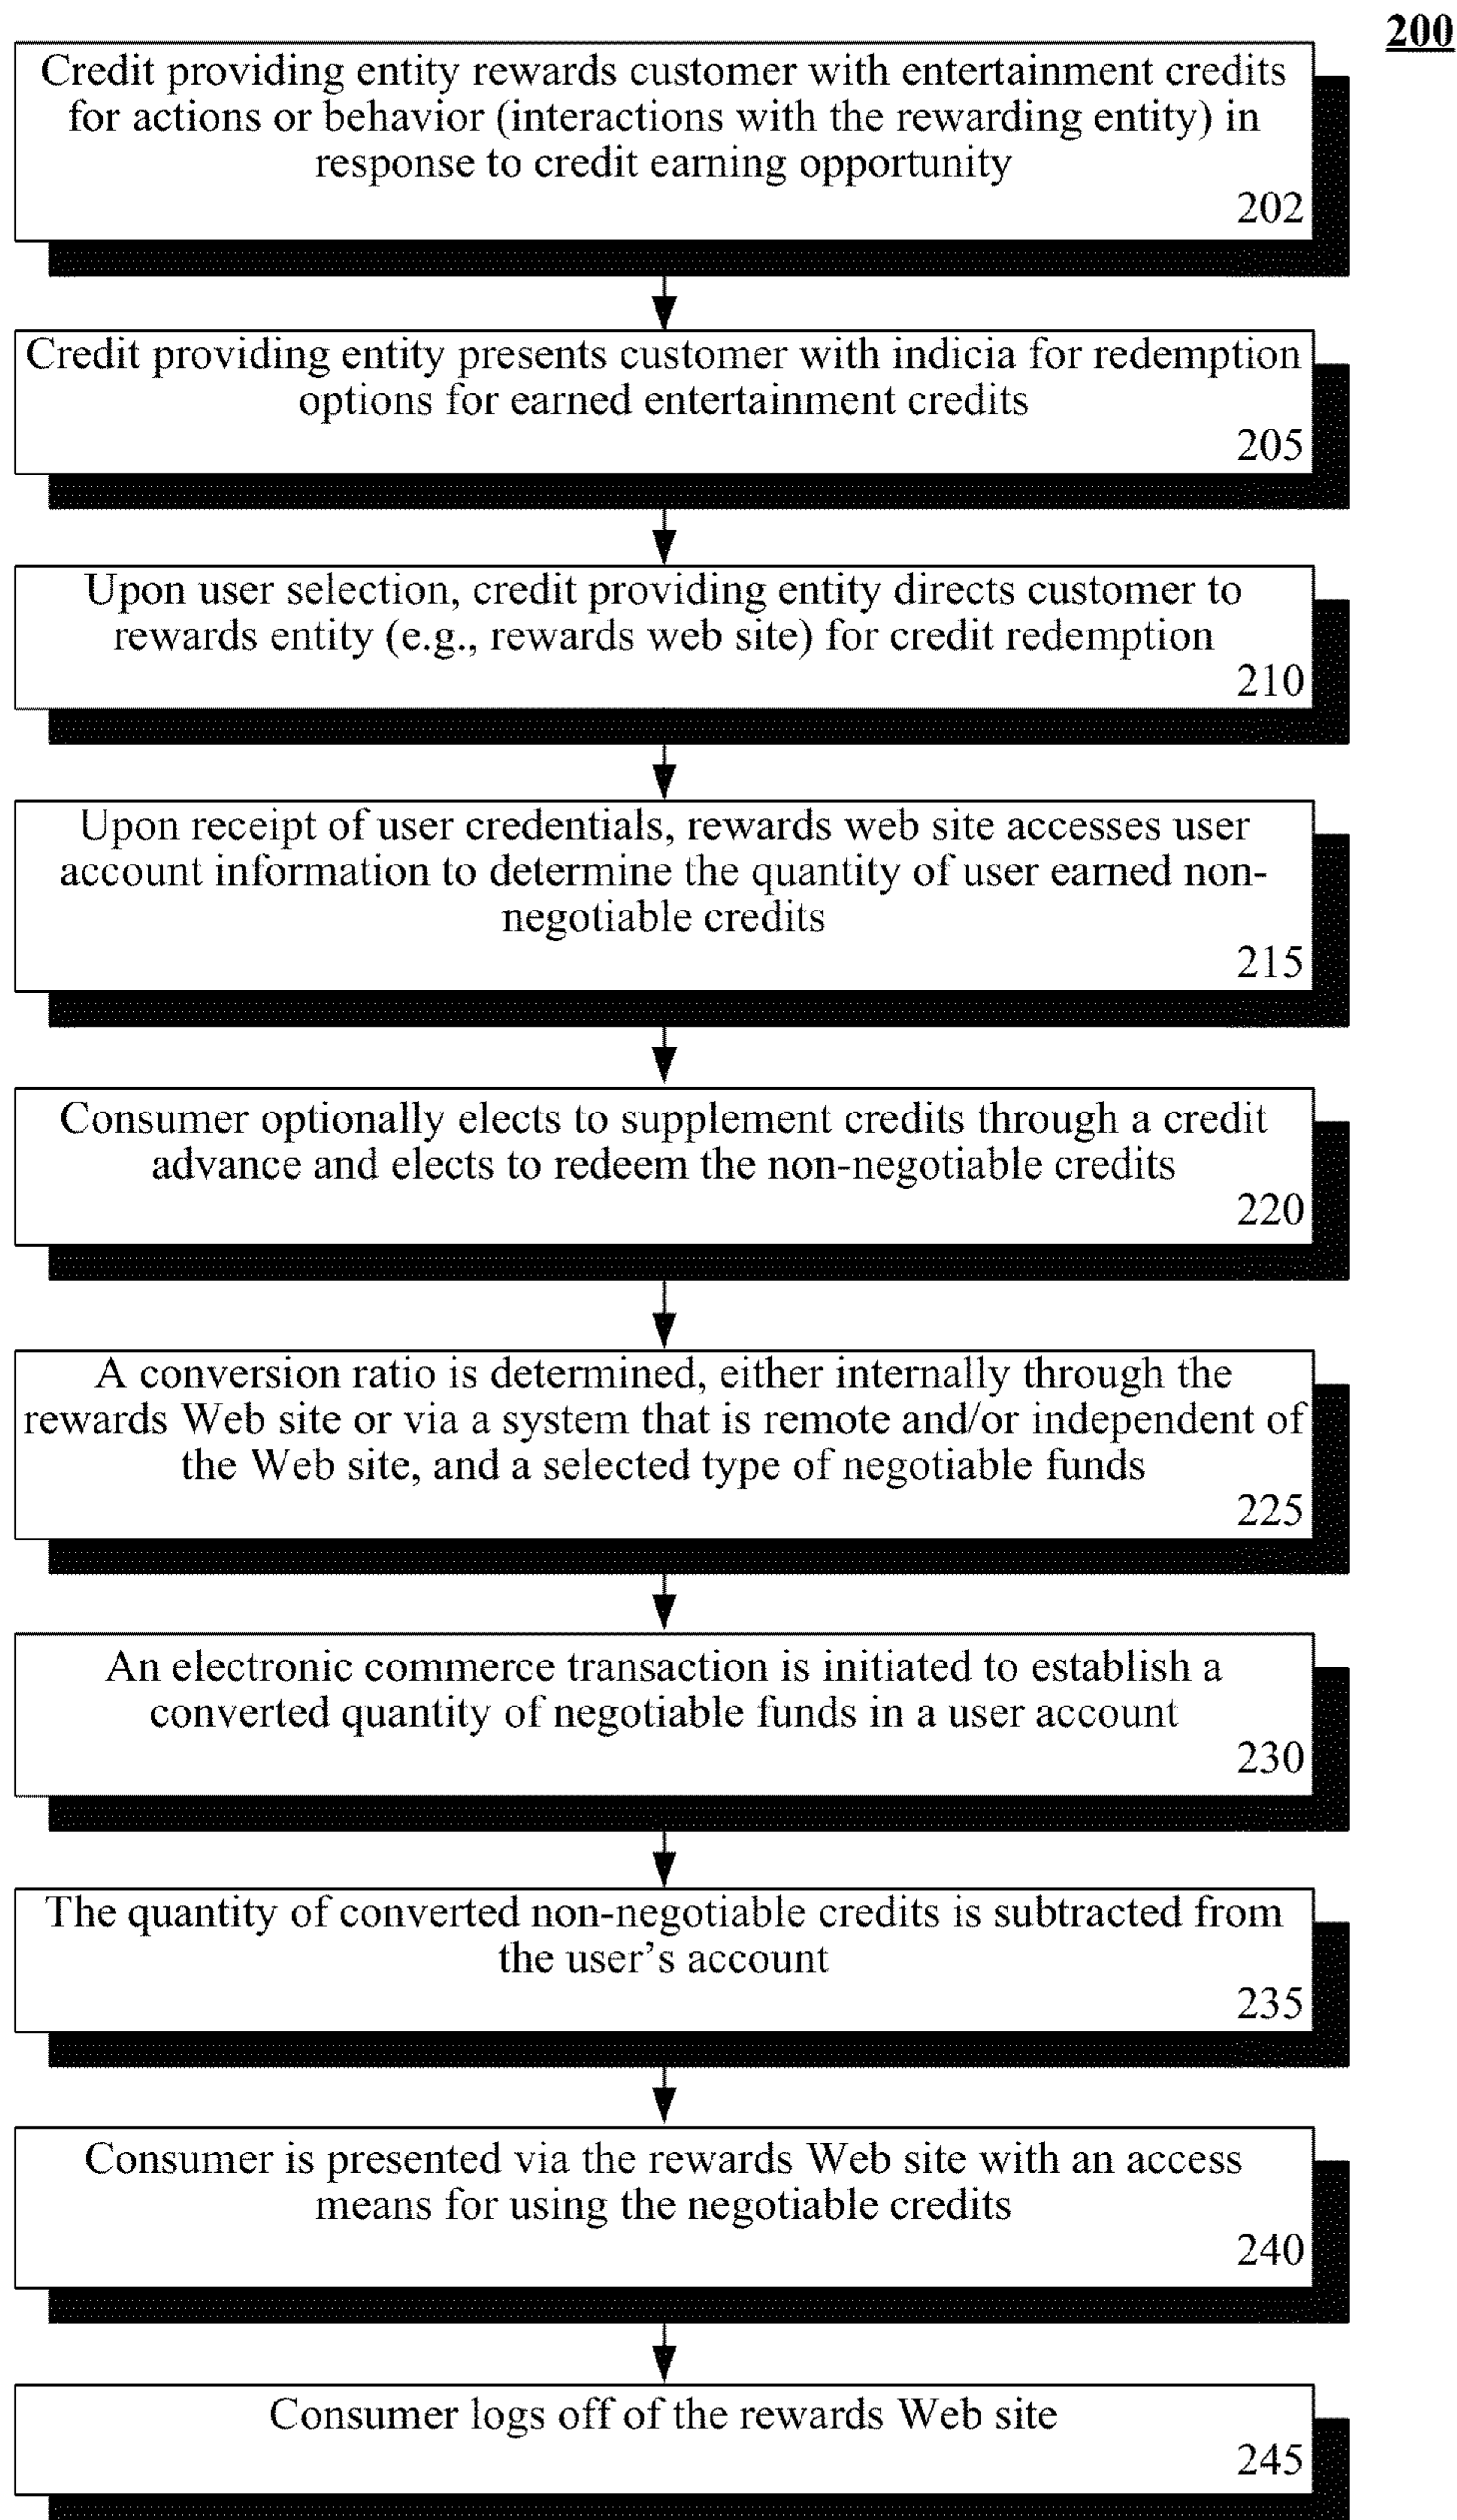 200
Credit providing entity rewards customer with entertainment credits
for actions or behavior (interactions with the rewarding entity) in
response to credit earning opportunity
202
Credit providing entity presents customer with indicia for redemption
options for earned entertainment credits
205
Upon user selection, credit providing entity directs customer to
rewards entity (e.g., rewards web site) for credit redemption
210
Upon receipt of user credentials, rewards web site accesses user
account information to determine the quantity of user earned non-
negotiable credits
215
Consumer optionally elects to supplement credits through a credit
advance and elects to redeem the non-negotiable credits
220
A conversion ratio is determined, either internally through the
rewards Web site or via a system that is remote and/or independent of
the Web site, and a selected type of negotiable funds
225
An electronic commerce transaction is initiated to establish a
converted quantity of negotiable funds in a user account
230
The quantity of converted non-negotiable credits is subtracted from
the user’s account
235
Consumer is presented via the rewards Web site with an access
means for using the negotiable credits
240
Consumer logs off of the rewards Web site
245